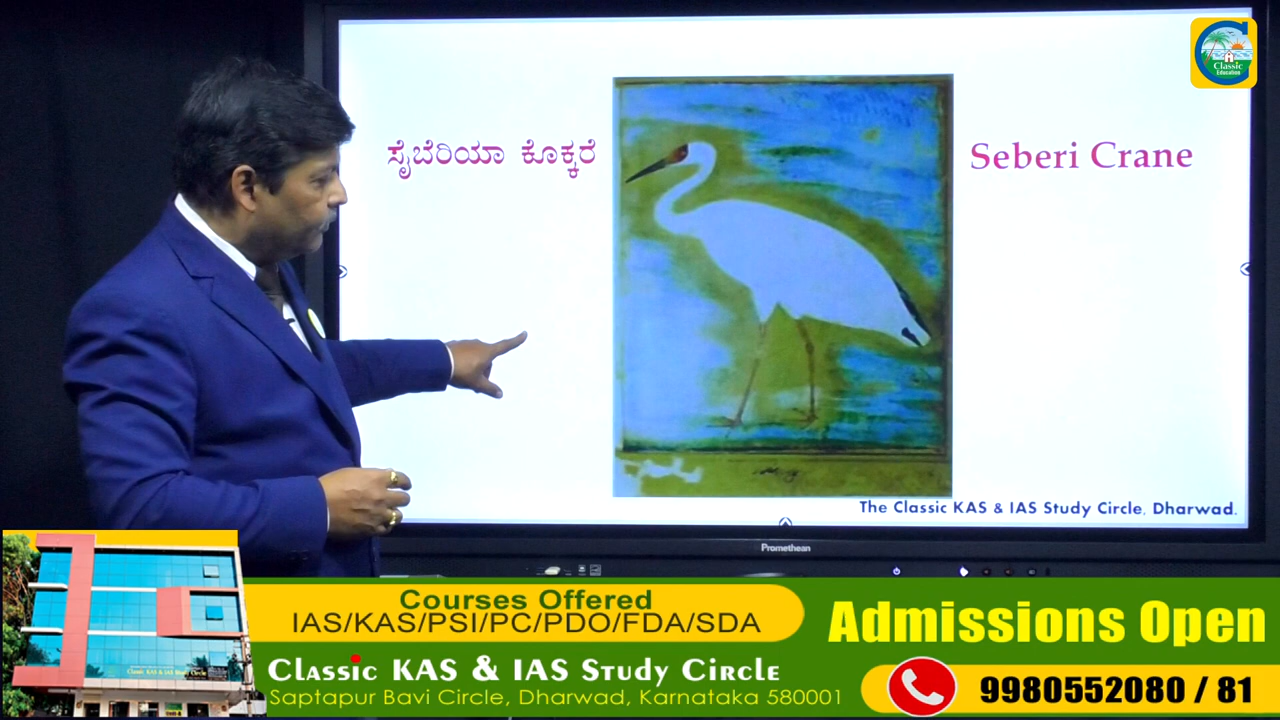 Classic
Education
ಸೈಬೆರಿಯಾ ಕೊಕ್ಕರೆ
Seberi Crane
The Classic KAS & IAS Study Circle, Dharwad.
Promethean
Courses Offered
IAS/KAS/PSI/PC/PDO/FDA/SDA
Classic KAS & IAS Study Circle
Saptapur Bavi Circle, Dharwad, Karnataka 580001
Admissions Open
9980552080 / 81